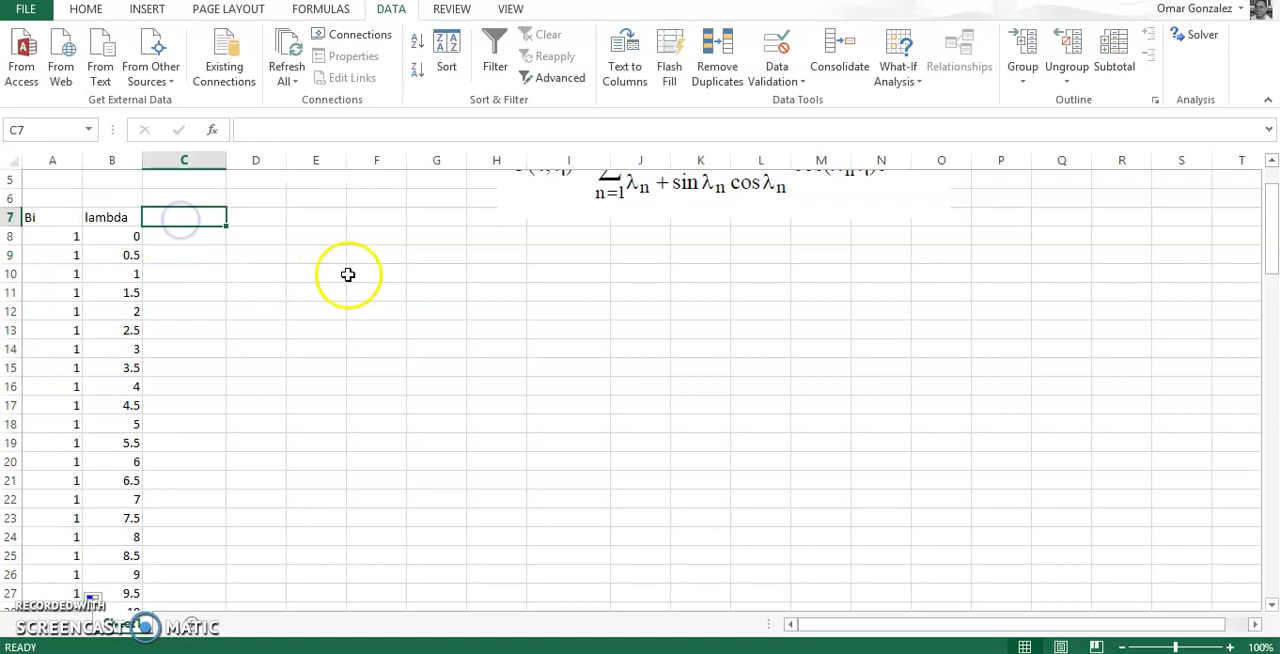 FILE HOME INSERT PAGE LAYOUT FORMULAS DATA REVIEW VIEW Omar Gonzalez
From Access
From Web
From Text
From Other Sources
Existing Connections
Refresh All
Connections
Properties
Edit Links
Sort
Filter
Clear
Reapply
Advanced
Text to Columns
Flash Fill
Remove Duplicates
Data Validation
Consolidate
What-If Analysis
Relationships
Group
Ungroup
Subtotal
Solver
Get External Data Connections Sort & Filter Data Tools Outline Analysis
C7 fx
A B C D E F G H I J K L M N O P Q R S T
5
6
n=1 λn + sin λn cos λn
7 Bi lambda
8 1 0
9 1 0.5
10 1 1
11 1 1.5
12 1 2
13 1 2.5
14 1 3
15 1 3.5
16 1 4
17 1 4.5
18 1 5
19 1 5.5
20 1 6
21 1 6.5
22 1 7
23 1 7.5
24 1 8
25 1 8.5
26 1 9
27 1 9.5
RECORDED WITH
SCREENCAST MATIC
READY 100%